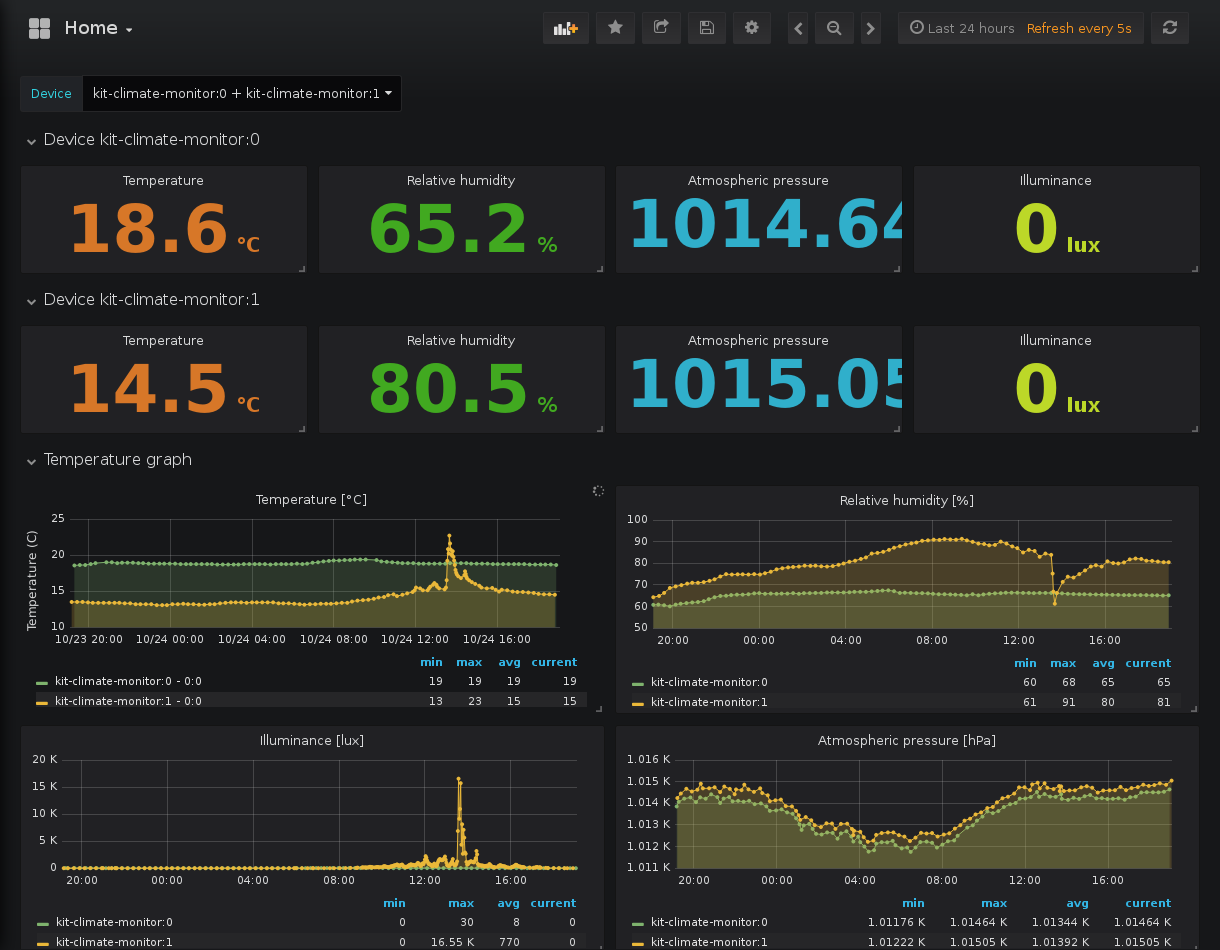 Home
Last 24 hours Refresh every 5s
Device kit-climate-monitor:0 + kit-climate-monitor:1
Device kit-climate-monitor:0
Temperature Relative humidity Atmospheric pressure Illuminance
18.6 °C 65.2 % 1014.64 0 lux
Device kit-climate-monitor:1
Temperature Relative humidity Atmospheric pressure Illuminance
14.5 °C 80.5 % 1015.05 0 lux
Temperature graph
Temperature [°C]
Temperature (C)
25
20
15
10
10/23 20:00 10/24 00:00 10/24 04:00 10/24 08:00 10/24 12:00 10/24 16:00
min max avg current
kit-climate-monitor:0 - 0:0 19 19 19 19
kit-climate-monitor:1 - 0:0 13 23 15 15
Relative humidity [%]
100
90
80
70
60
50
20:00 00:00 04:00 08:00 12:00 16:00
min max avg current
kit-climate-monitor:0 60 68 65 65
kit-climate-monitor:1 61 91 80 81
Illuminance [lux]
20 K
15 K
10 K
5 K
0
20:00 00:00 04:00 08:00 12:00 16:00
min max avg current
kit-climate-monitor:0 0 30 8 0
kit-climate-monitor:1 0 16.55 K 770 0
Atmospheric pressure [hPa]
1.016 K
1.015 K
1.014 K
1.013 K
1.012 K
1.011 K
20:00 00:00 04:00 08:00 12:00 16:00
min max avg current
kit-climate-monitor:0 1.01176 K 1.01464 K 1.01344 K 1.01464 K
kit-climate-monitor:1 1.01222 K 1.01505 K 1.01392 K 1.01505 K